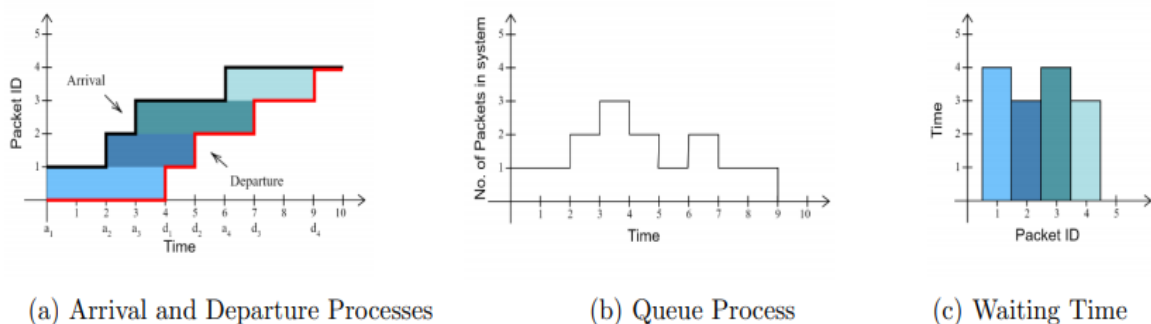 5
4
3
2
1
Packet ID
Arrival
Departure
1 2 3 4 5 6 7 8 9 10
a1 a2 a3 d1 d2 a4 d3 d4
Time
5
4
3
2
1
No. of Packets in system
1 2 3 4 5 6 7 8 9 10
Time
5
4
3
2
1
Time
1 2 3 4 5
Packet ID
(a) Arrival and Departure Processes
(b) Queue Process
(c) Waiting Time